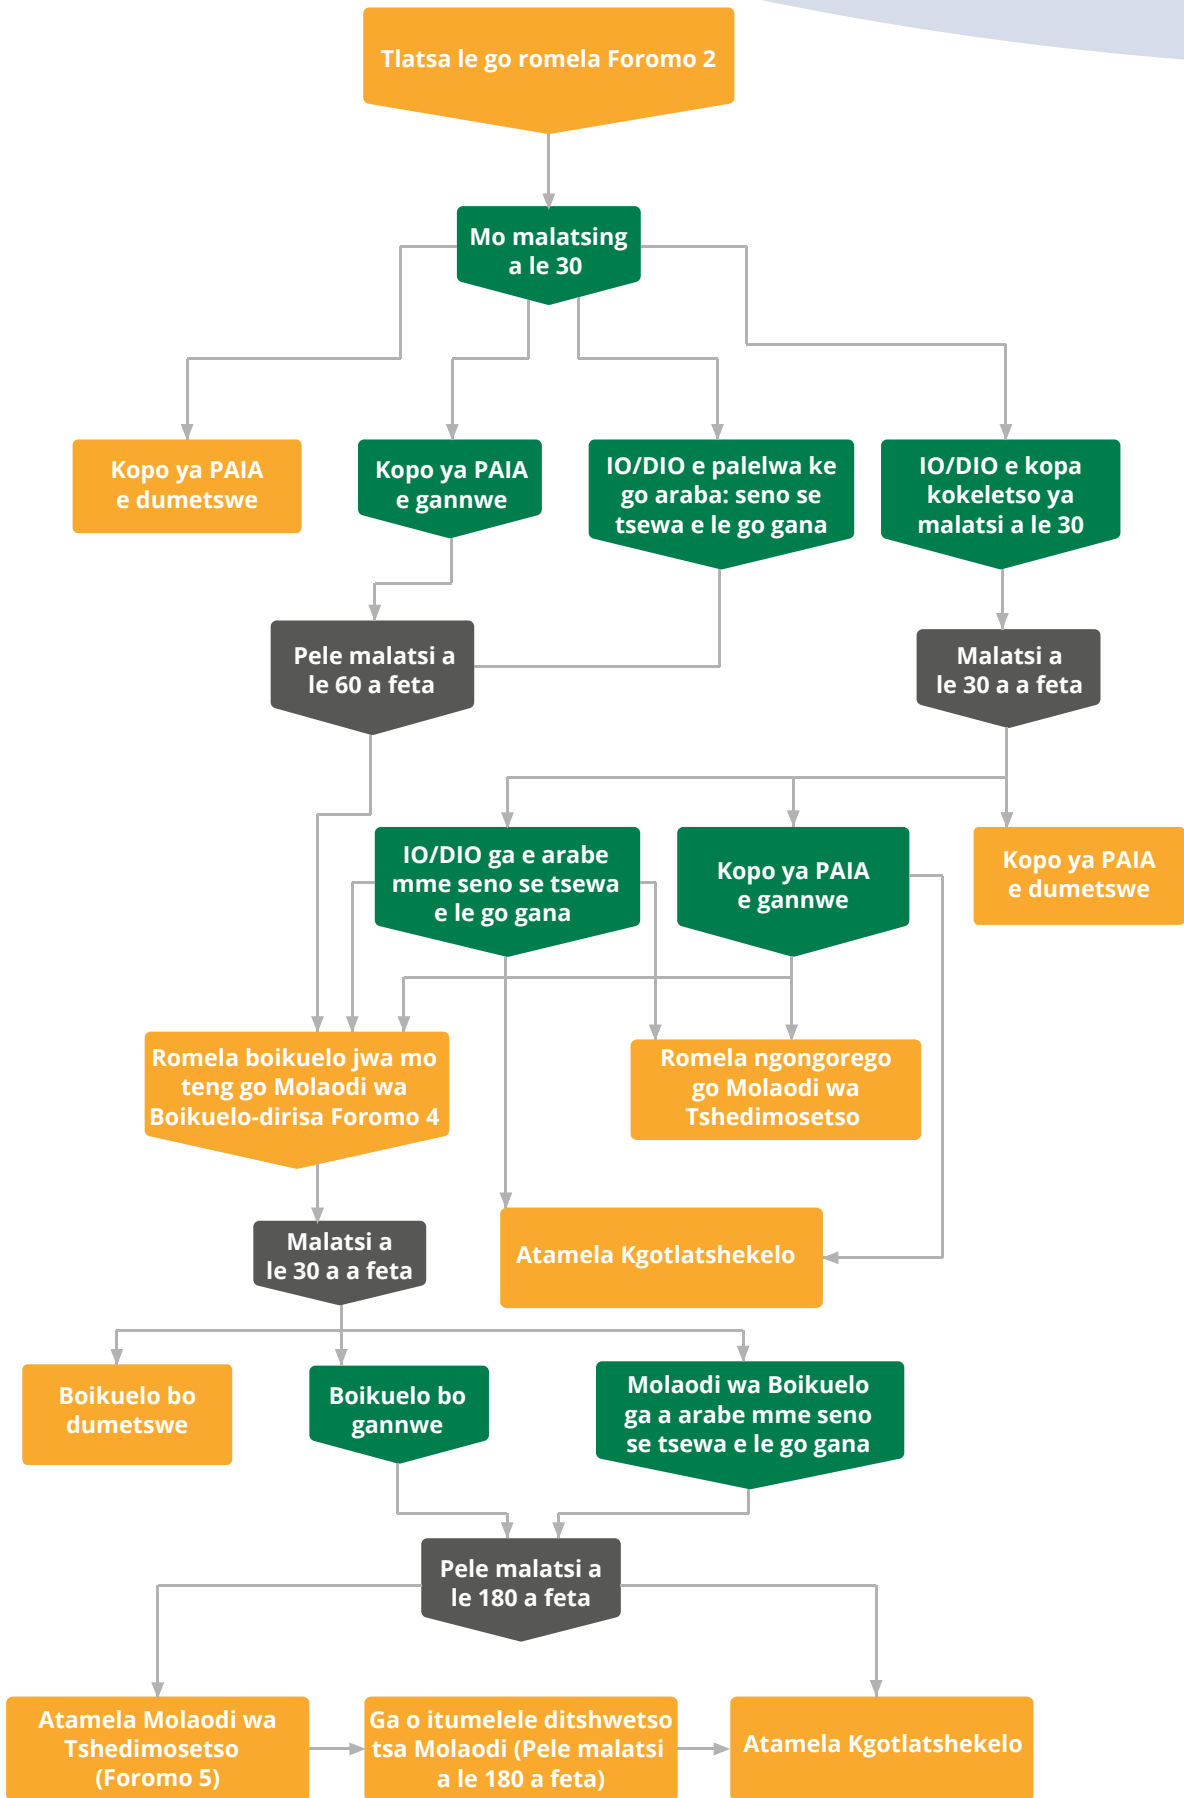 Tlatsa le go romela Foromo 2
Mo malatsing
a le 30
Kopo ya PAIA
e dumetswe
Kopo ya PAIA
e gannwe
IO/DIO e palelwa ke
go araba: seno se
tsewa e le go gana
IO/DIO e kopa
kokeletso ya
malatsi a le 30
Pele malatsi a
le 60 a feta
Malatsi a
le 30 a a feta
IO/DIO ga e arabe
mme seno se tsewa
e le go gana
Kopo ya PAIA
e gannwe
Kopo ya PAIA
e dumetswe
Romela boikuelo jwa mo
teng go Molaodi wa
Boikuelo-dirisa Foromo 4
Romela ngongorego
go Molaodi wa
Tshedimosetso
Atamela Kgotlatshekelo
Malatsi a
le 30 a a feta
Boikuelo bo
dumetswe
Boikuelo bo
gannwe
Molaodi wa Boikuelo
ga a arabe mme seno
se tsewa e le go gana
Pele malatsi a
le 180 a feta
Atamela Molaodi wa
Tshedimosetso
(Foromo 5)
Ga o itumelele ditshwetso
tsa Molaodi (Pele malatsi
a le 180 a feta)
Atamela Kgotlatshekelo